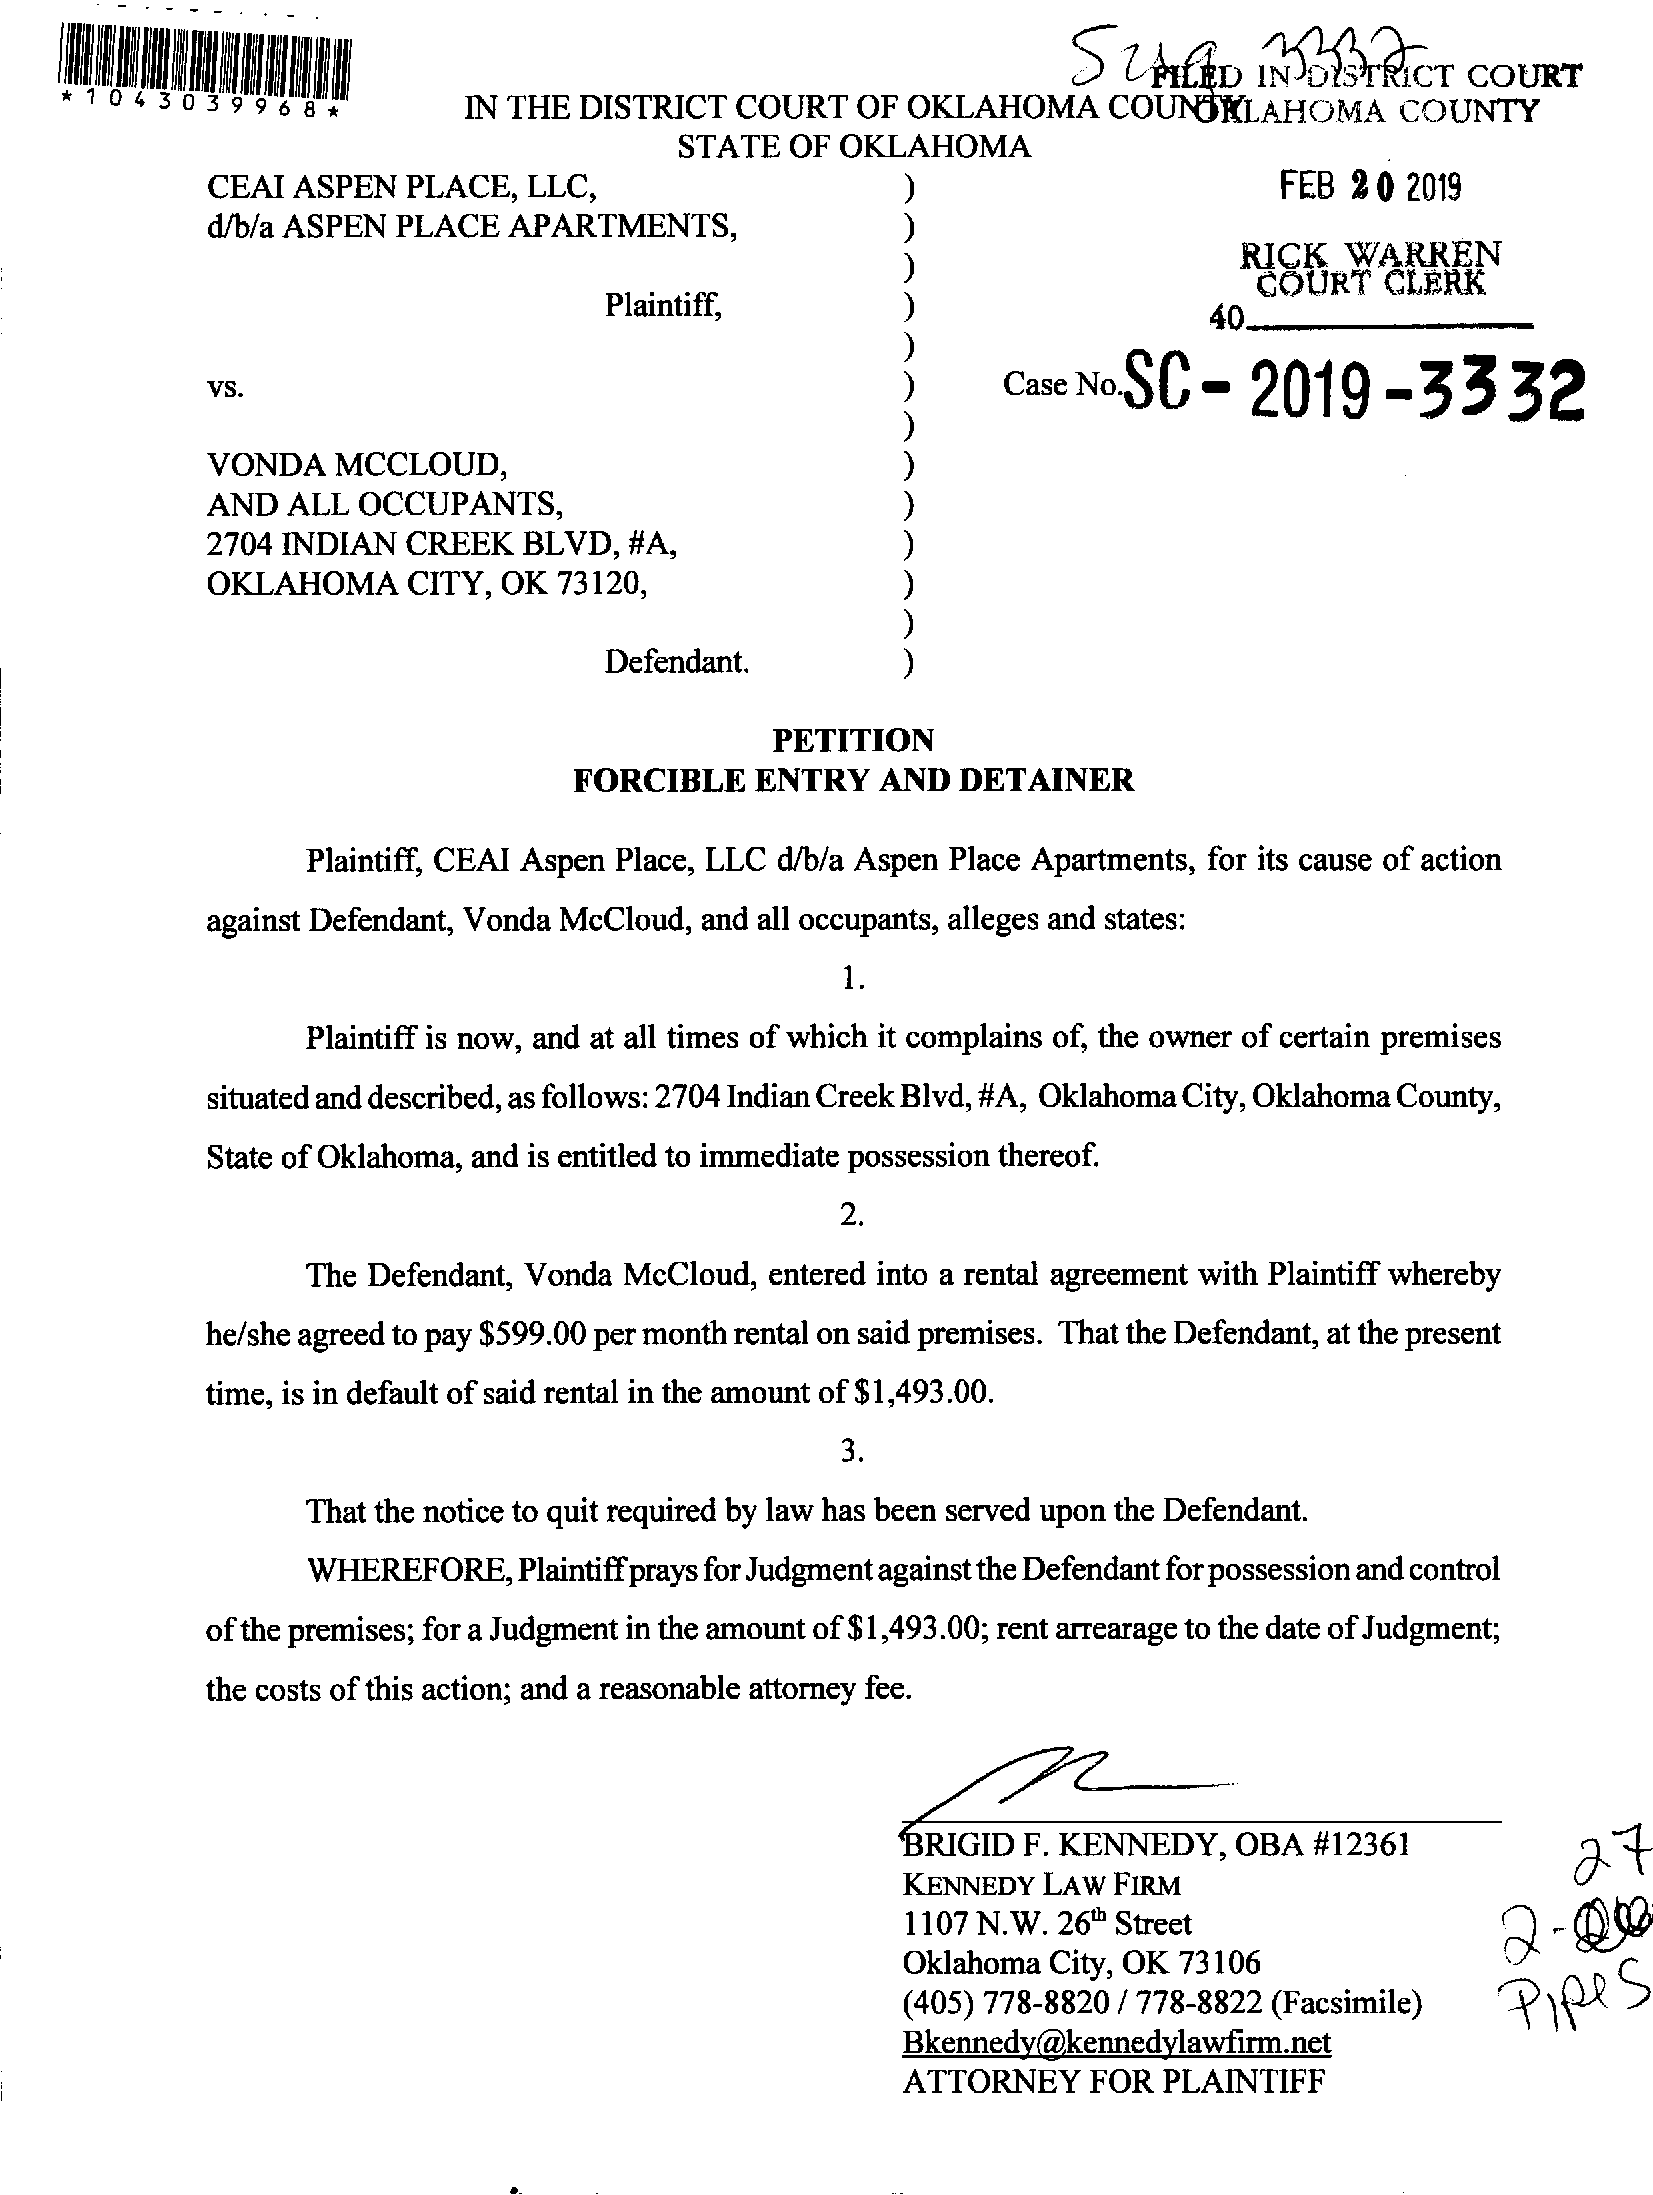 *1043039968*
3332
FILED IN DISTRICT COURT
OKLAHOMA COUNTY
IN THE DISTRICT COURT OF OKLAHOMA COUNTY
STATE OF OKLAHOMA
CEAI ASPEN PLACE, LLC, )
d/b/a ASPEN PLACE APARTMENTS, )
)
Plaintiff, )
)
vs. )
)
VONDA MCCLOUD, )
AND ALL OCCUPANTS, )
2704 INDIAN CREEK BLVD, #A, )
OKLAHOMA CITY, OK 73120, )
)
Defendant. )
FEB 20 2019
RICK WARREN
COURT CLERK
40
Case No. SC - 2019 - 3332
PETITION
FORCIBLE ENTRY AND DETAINER
Plaintiff, CEAI Aspen Place, LLC d/b/a Aspen Place Apartments, for its cause of action
against Defendant, Vonda McCloud, and all occupants, alleges and states:
1.
Plaintiff is now, and at all times of which it complains of, the owner of certain premises
situated and described, as follows: 2704 Indian Creek Blvd, #A, Oklahoma City, Oklahoma County,
State of Oklahoma, and is entitled to immediate possession thereof.
2.
The Defendant, Vonda McCloud, entered into a rental agreement with Plaintiff whereby
he/she agreed to pay $599.00 per month rental on said premises. That the Defendant, at the present
time, is in default of said rental in the amount of $1,493.00.
3.
That the notice to quit required by law has been served upon the Defendant.
WHEREFORE, Plaintiff prays for Judgment against the Defendant for possession and control
of the premises; for a Judgment in the amount of $1,493.00; rent arrearage to the date of Judgment;
the costs of this action; and a reasonable attorney fee.
BRIGID F. KENNEDY, OBA #12361
KENNEDY LAW FIRM
1107 N.W. 26th Street
Oklahoma City, OK 73106
(405) 778-8820 / 778-8822 (Facsimile)
Bkennedy@kennedylawfirm.net
ATTORNEY FOR PLAINTIFF
27